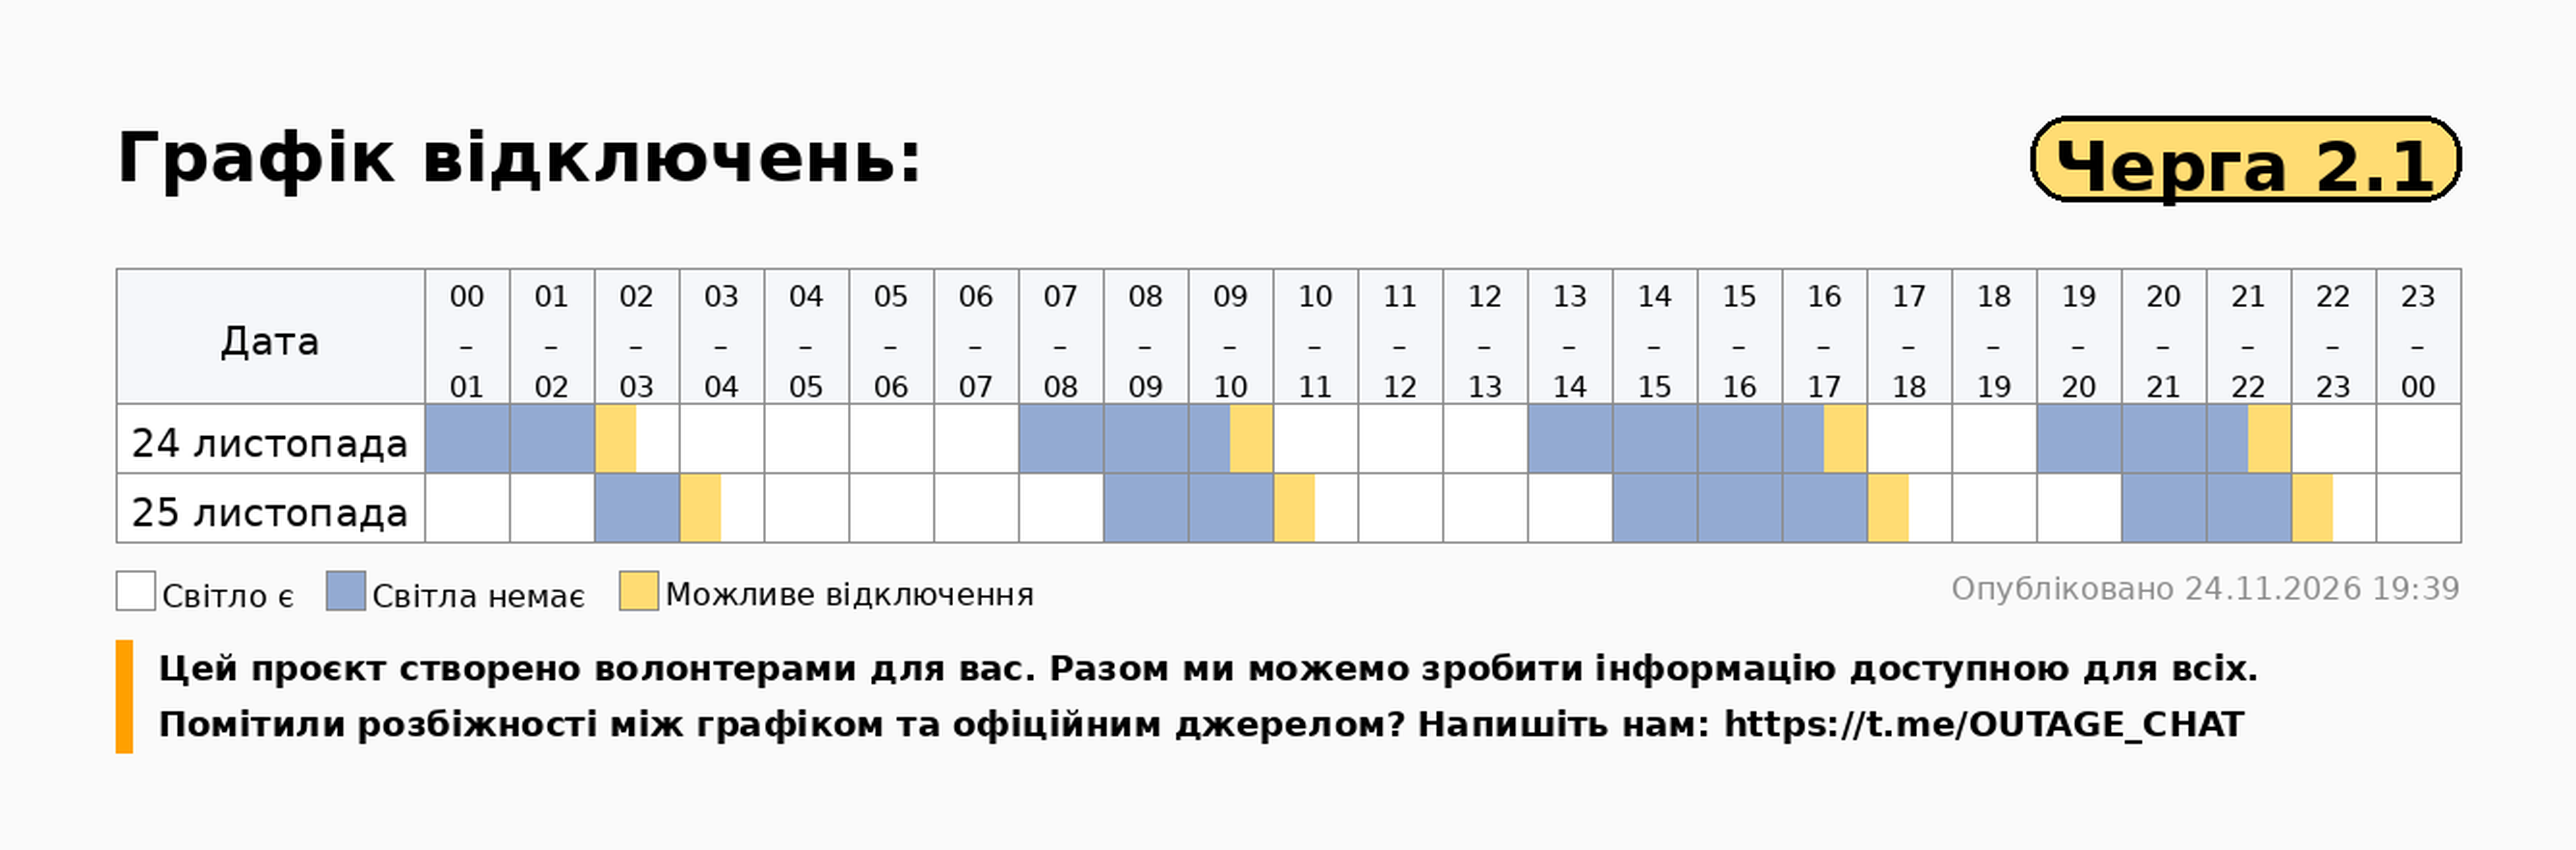 Графік відключень:
Черга 2.1
Дата 00 – 01 01 – 02 02 – 03 03 – 04 04 – 05 05 – 06 06 – 07 07 – 08 08 – 09 09 – 10 10 – 11 11 – 12 12 – 13 13 – 14 14 – 15 15 – 16 16 – 17 17 – 18 18 – 19 19 – 20 20 – 21 21 – 22 22 – 23 23 – 00
24 листопада
25 листопада
Світло є Світла немає Можливе відключення
Опубліковано 24.11.2026 19:39
Цей проєкт створено волонтерами для вас. Разом ми можемо зробити інформацію доступною для всіх.
Помітили розбіжності між графіком та офіційним джерелом? Напишіть нам: https://t.me/OUTAGE_CHAT